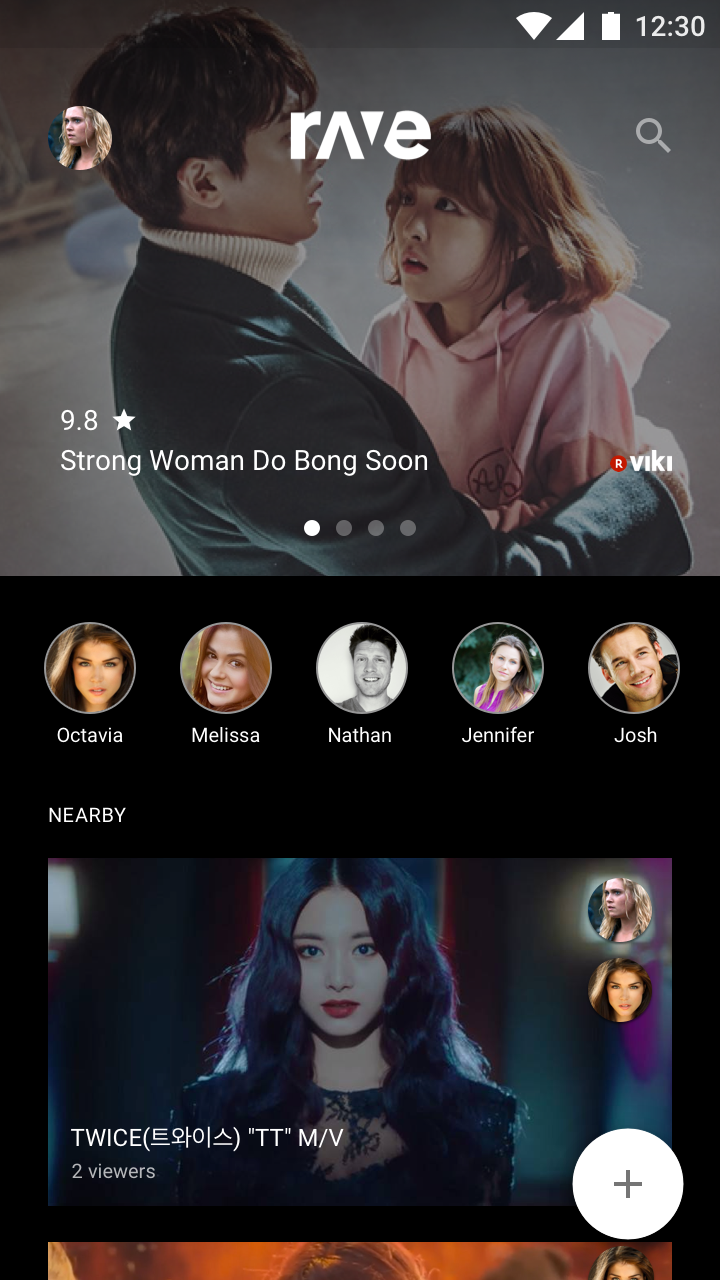 12:30
rave
9.8
Strong Woman Do Bong Soon
R VIKI
Octavia
Melissa
Nathan
Jennifer
Josh
NEARBY
TWICE(트와이스) "TT" M/V
2 viewers